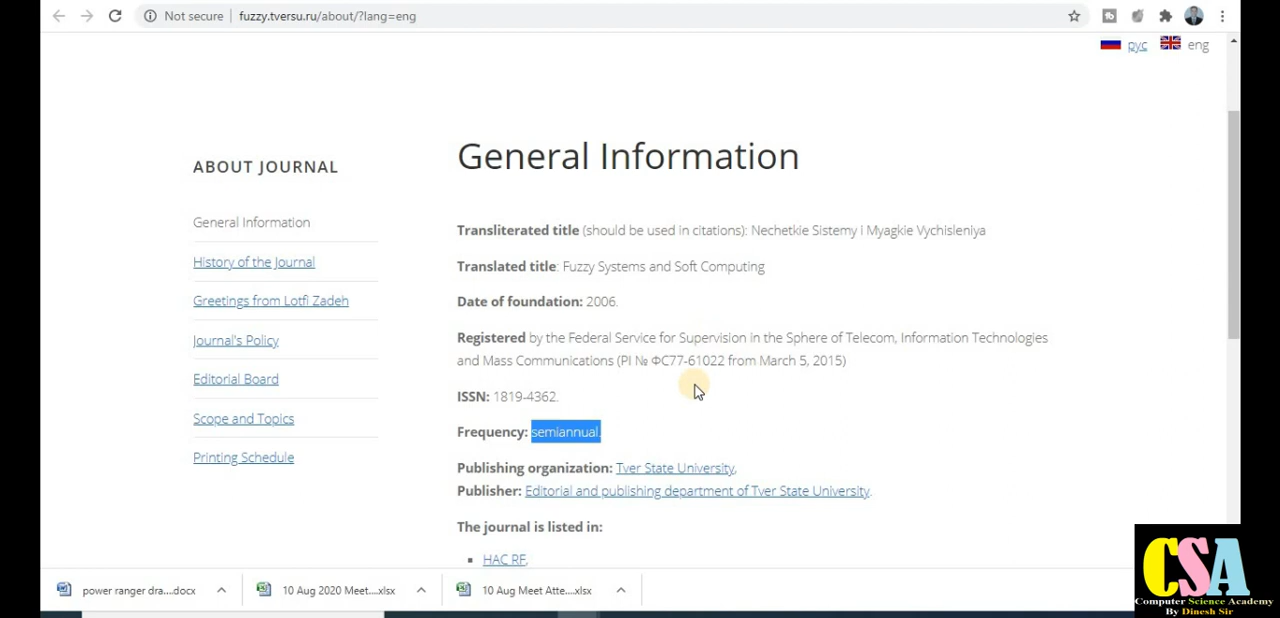 Not secure | fuzzy.tversu.ru/about/?lang=eng
рус eng
ABOUT JOURNAL
General Information
History of the Journal
Greetings from Lotfi Zadeh
Journal's Policy
Editorial Board
Scope and Topics
Printing Schedule
General Information
Transliterated title (should be used in citations): Nechetkie Sistemy i Myagkie Vychisleniya
Translated title: Fuzzy Systems and Soft Computing
Date of foundation: 2006.
Registered by the Federal Service for Supervision in the Sphere of Telecom, Information Technologies
and Mass Communications (PI № ФС77-61022 from March 5, 2015)
ISSN: 1819-4362.
Frequency: semiannual.
Publishing organization: Tver State University,
Publisher: Editorial and publishing department of Tver State University.
The journal is listed in:
HAC RF,
power ranger dra....docx
10 Aug 2020 Meet....xlsx
10 Aug Meet Atte....xlsx
CSA
Computer Science Academy
By Dinesh Sir